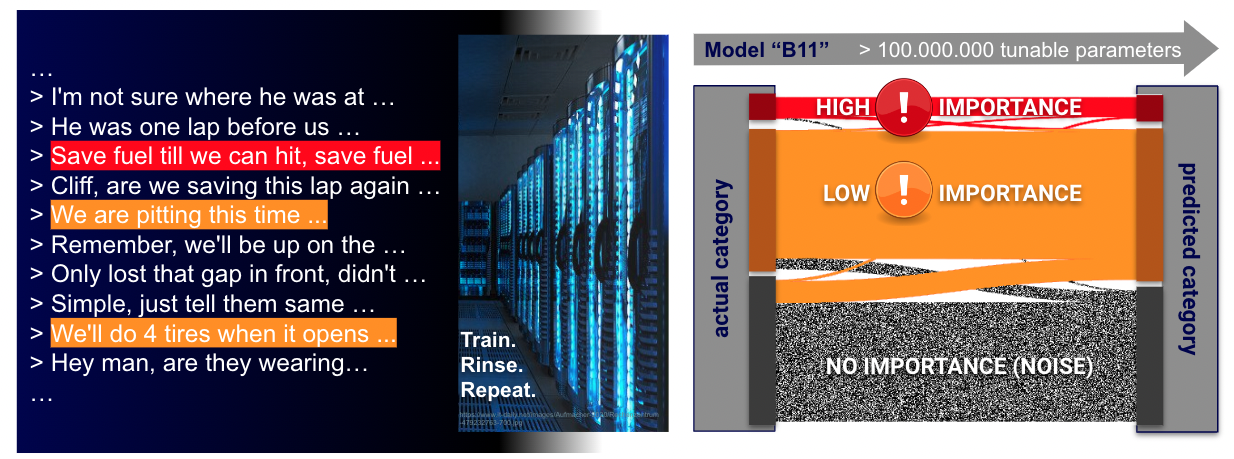 …
> I'm not sure where he was at …
> He was one lap before us …
> Save fuel till we can hit, save fuel ...
> Cliff, are we saving this lap again …
> We are pitting this time ...
> Remember, we'll be up on the …
> Only lost that gap in front, didn't …
> Simple, just tell them same …
> We'll do 4 tires when it opens ...
> Hey man, are they wearing…
…
Train.
Rinse.
Repeat.
Model “B11” > 100.000.000 tunable parameters
HIGH ! IMPORTANCE
LOW ! IMPORTANCE
NO IMPORTANCE (NOISE)
actual category
predicted category